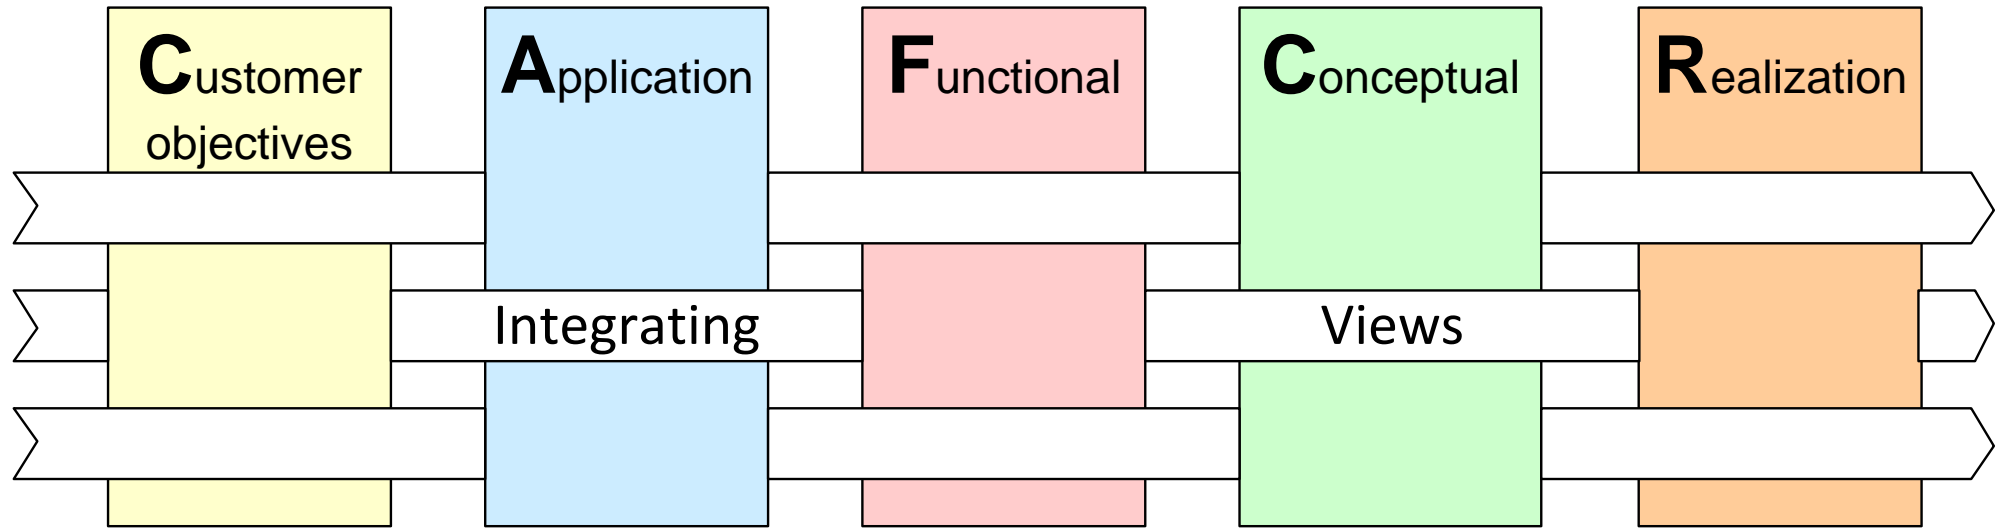 Customer
objectives
Application
Functional
Conceptual
Realization
Integrating
Views